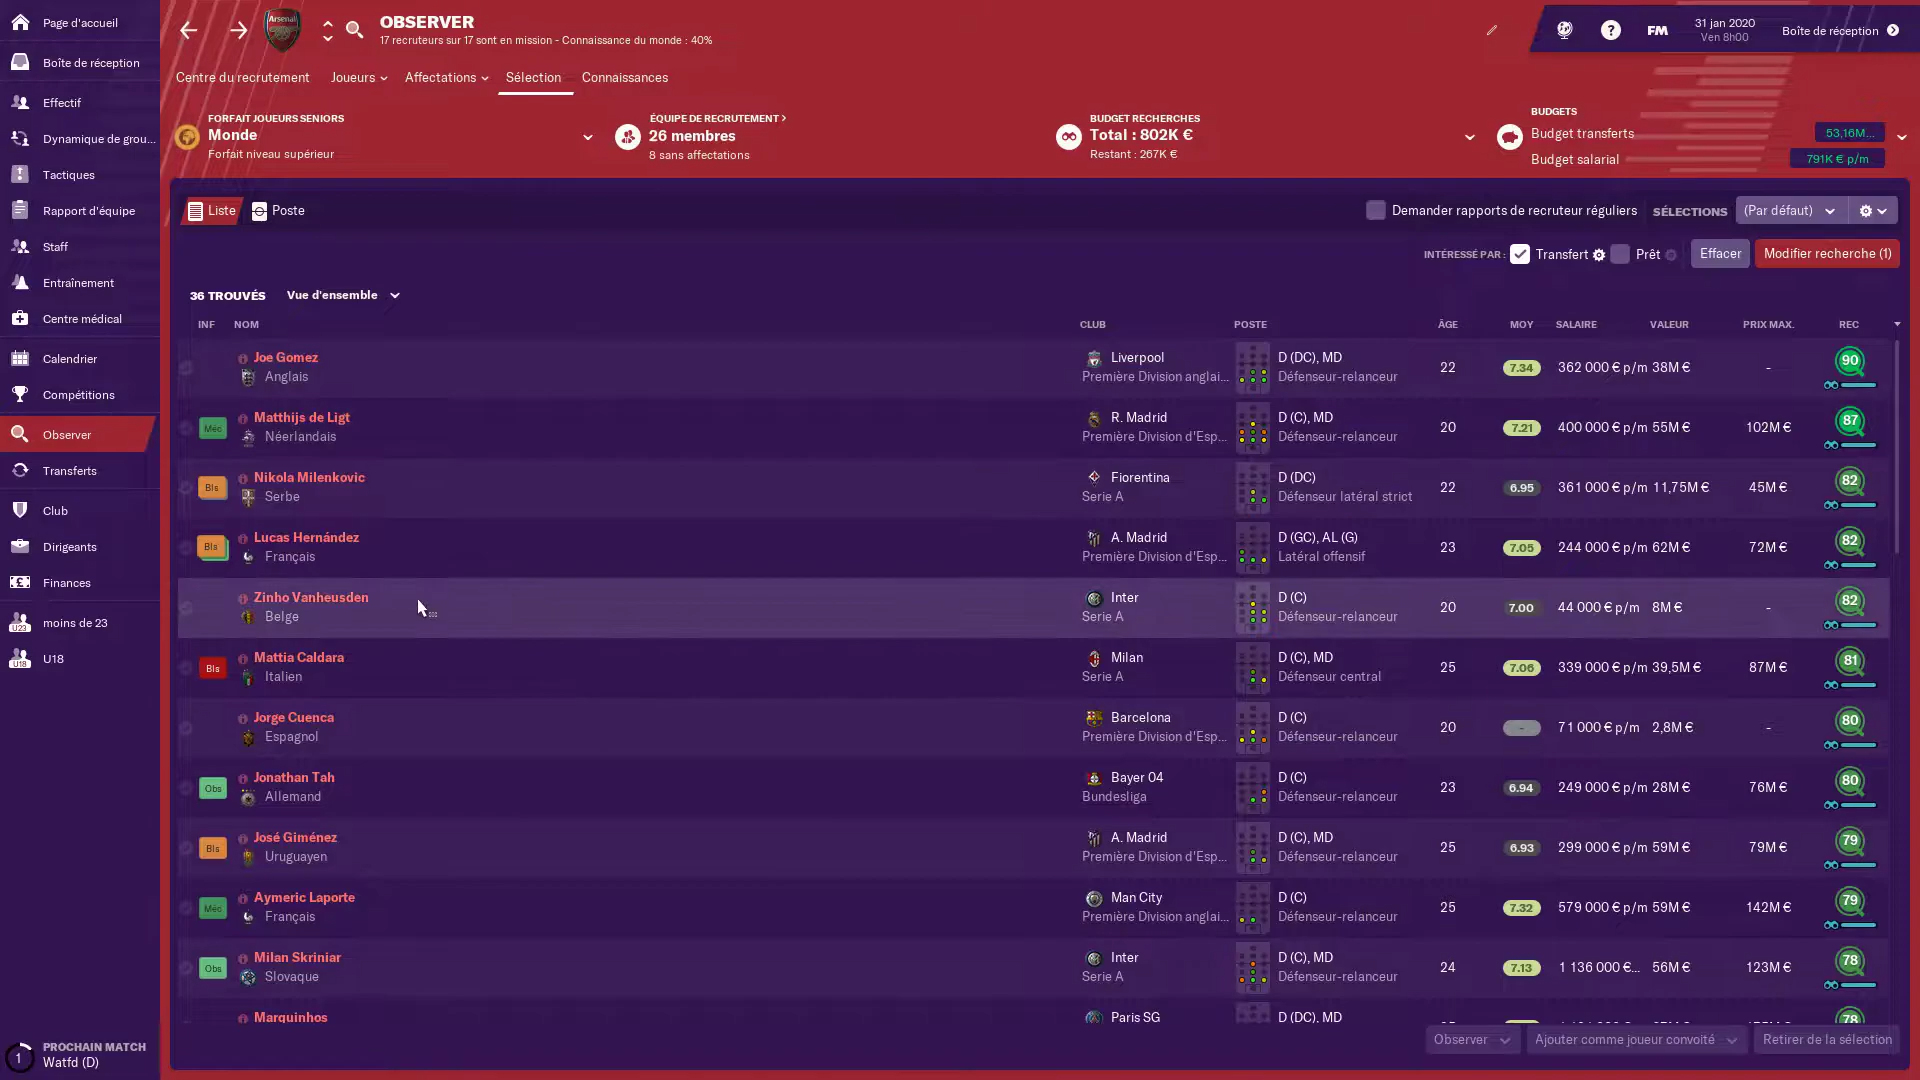 Page d'accueil
Boîte de réception
Effectif
Dynamique de grou...
Tactiques
Rapport d'équipe
Staff
Entraînement
Centre médical
Calendrier
Compétitions
Observer
Transferts
Club
Dirigeants
Finances
U23 moins de 23
U18 U18
1 PROCHAIN MATCH
Watfd (D)
Arsenal
OBSERVER
17 recruteurs sur 17 sont en mission - Connaissance du monde : 40%
FM
31 jan 2020
Ven 8h00
Boîte de réception
Centre du recrutement Joueurs Affectations Sélection Connaissances
FORFAIT JOUEURS SENIORS
Monde
Forfait niveau supérieur
ÉQUIPE DE RECRUTEMENT >
26 membres
8 sans affectations
BUDGET RECHERCHES
Total : 802K €
Restant : 267K €
BUDGETS
Budget transferts 53,16M...
Budget salarial 791K € p/m
Liste Poste Demander rapports de recruteur réguliers SÉLECTIONS (Par défaut)
INTÉRESSÉ PAR : Transfert Prêt Effacer Modifier recherche (1)
36 TROUVÉS Vue d'ensemble
INF NOM CLUB POSTE ÂGE MOY SALAIRE VALEUR PRIX MAX. REC
Joe Gomez Liverpool D (DC), MD 22 7.34 362 000 € p/m 38M € - 90
Anglais Première Division anglai... Défenseur-relanceur
Méc Matthijs de Ligt R. Madrid D (C), MD 20 7.21 400 000 € p/m 55M € 102M € 87
Néerlandais Première Division d'Esp... Défenseur-relanceur
Bls Nikola Milenkovic Fiorentina D (DC) 22 6.95 361 000 € p/m 11,75M € 45M € 82
Serbe Serie A Défenseur latéral strict
Bls Lucas Hernández A. Madrid D (GC), AL (G) 23 7.05 244 000 € p/m 62M € 72M € 82
Français Première Division d'Esp... Latéral offensif
Zinho Vanheusden Inter D (C) 20 7.00 44 000 € p/m 8M € - 82
Belge Serie A Défenseur-relanceur
Bls Mattia Caldara Milan D (C), MD 25 7.06 339 000 € p/m 39,5M € 87M € 81
Italien Serie A Défenseur central
Jorge Cuenca Barcelona D (C) 20 - 71 000 € p/m 2,8M € - 80
Espagnol Première Division d'Esp... Défenseur-relanceur
Obs Jonathan Tah Bayer 04 D (C) 23 6.94 249 000 € p/m 28M € 76M € 80
Allemand Bundesliga Défenseur-relanceur
Bls José Giménez A. Madrid D (C), MD 25 6.93 299 000 € p/m 59M € 79M € 79
Uruguayen Première Division d'Esp... Défenseur-relanceur
Méc Aymeric Laporte Man City D (C) 25 7.32 579 000 € p/m 59M € 142M € 79
Français Première Division anglai... Défenseur-relanceur
Obs Milan Skriniar Inter D (C), MD 24 7.13 1 136 000 €... 56M € 123M € 78
Slovaque Serie A Défenseur-relanceur
Marquinhos Paris SG D (DC), MD 78
Observer Ajouter comme joueur convoité Retirer de la sélection